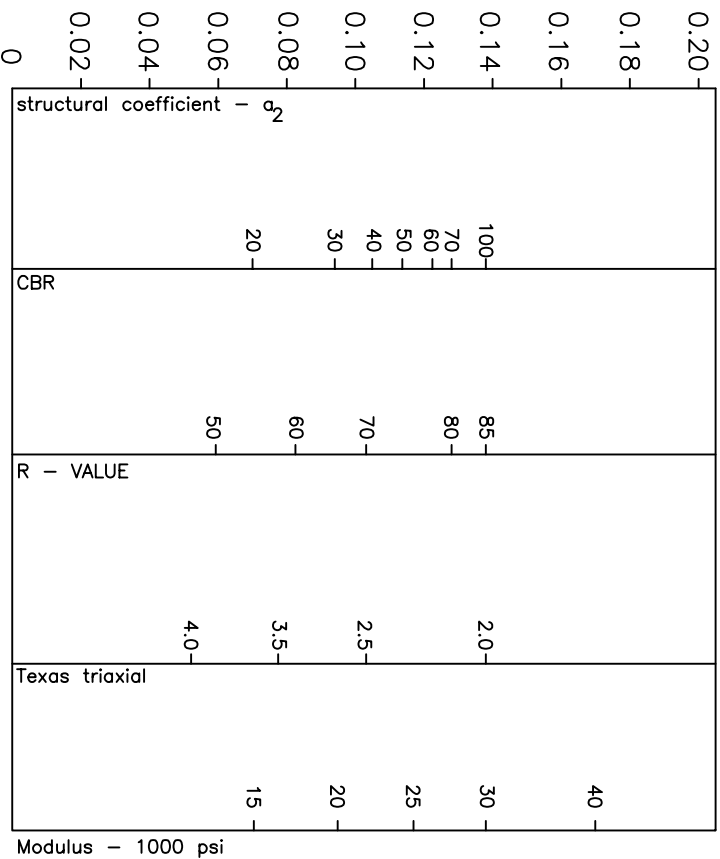 0 0.02 0.04 0.06 0.08 0.10 0.12 0.14 0.16 0.18 0.20
structural coefficient – a2
20 30 40 50 60 70 100
CBR
50 60 70 80 85
R – VALUE
4.0 3.5 2.5 2.0
Texas triaxial
15 20 25 30 40
Modulus – 1000 psi